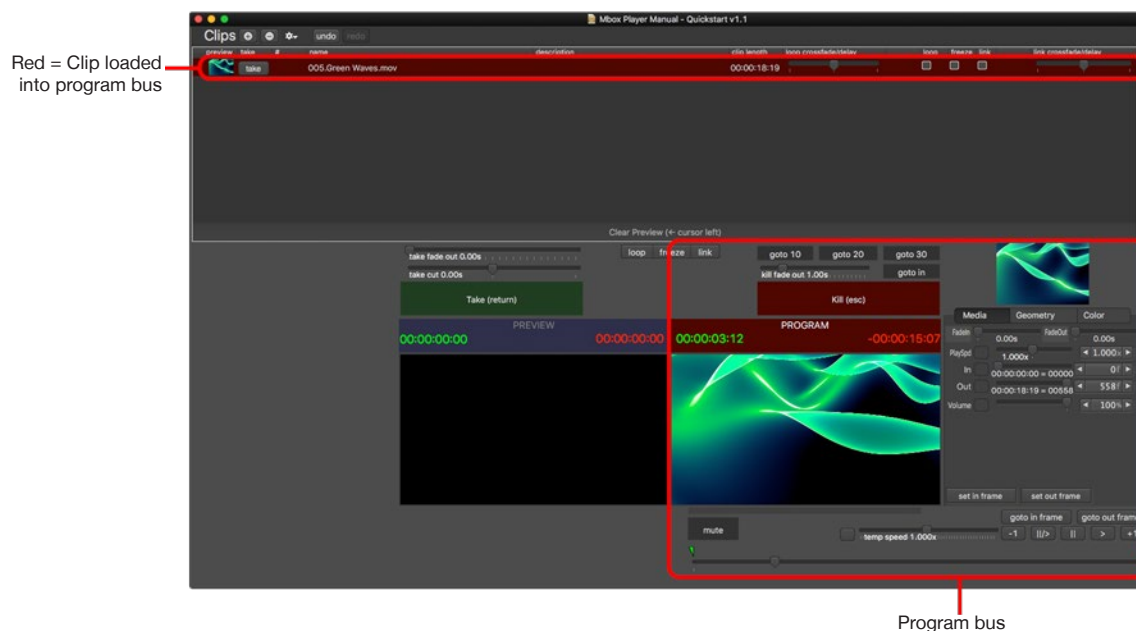 Mbox Player Manual - Quickstart v1.1
Clips undo redo
preview take # name description clip length loop crossfade/delay loop freeze link link crossfade/delay
Red = Clip loaded
into program bus
take 005.Green Waves.mov 00:00:18:19
Clear Preview (← cursor left)
take fade out 0.00s loop freeze link goto 10 goto 20 goto 30
take cut 0.00s kill fade out 1.00s goto in
Take (return) Kill (esc)
Media Geometry Color
PREVIEW PROGRAM
00:00:00:00 00:00:00:00 00:00:03:12 -00:00:15:07
FadeIn 0.00s FadeOut 0.00s
PlaySpd 1.000x 1.000x
In 00:00:00:00 = 00000 0f
Out 00:00:18:19 = 00558 558f
Volume 100%
set in frame set out frame
goto in frame goto out frame
mute temp speed 1.000x -1 ||/> || > +1
Program bus